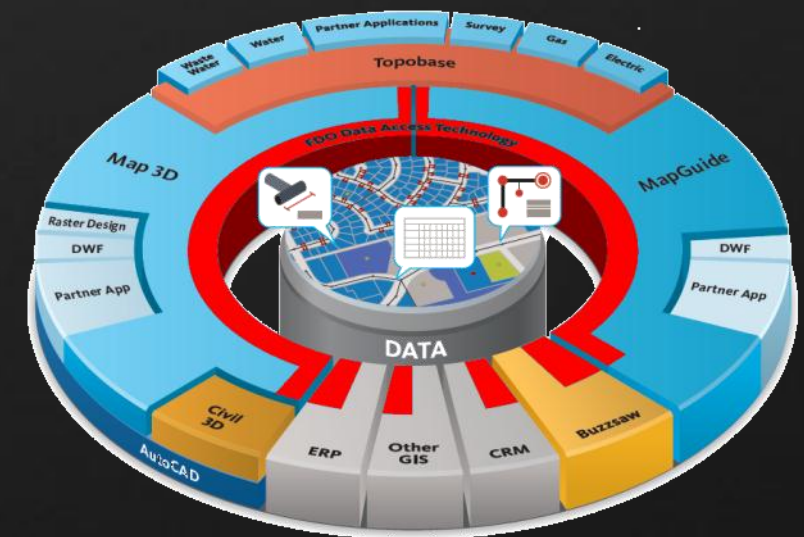 Waste
Water
Water
Partner Applications
Survey
Gas
Electric
Topobase
FDO Data Access Technology
Map 3D
MapGuide
Raster Design
DWF
Partner App
DWF
Partner App
DATA
Civil
3D
AutoCAD
ERP
Other
GIS
CRM
Buzzsaw